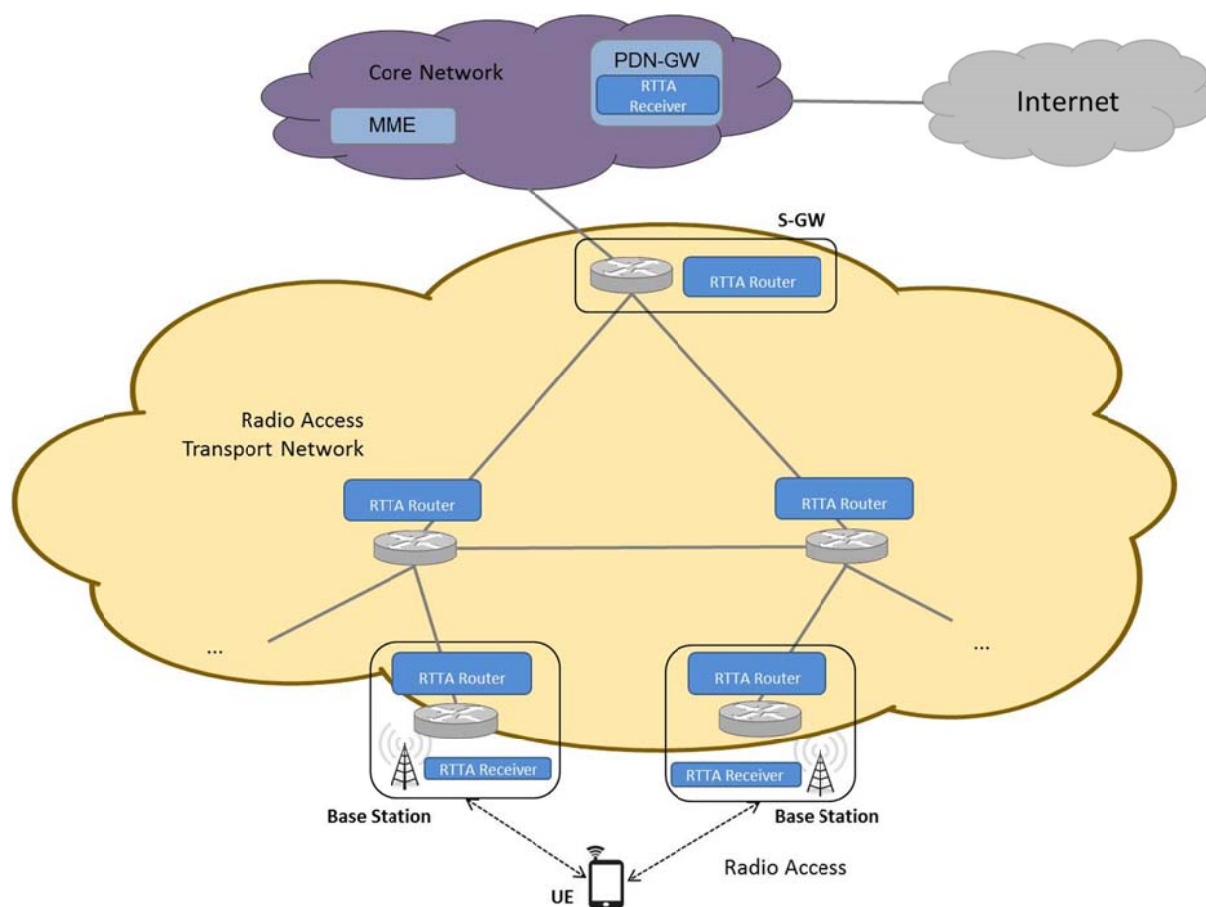 Core Network
PDN-GW
RTTA
Receiver
MME
Internet
S-GW
RTTA Router
Radio Access
Transport Network
RTTA Router
RTTA Router
...
...
RTTA Router
RTTA Router
RTTA Receiver
RTTA Receiver
Base Station
Base Station
Radio Access
UE